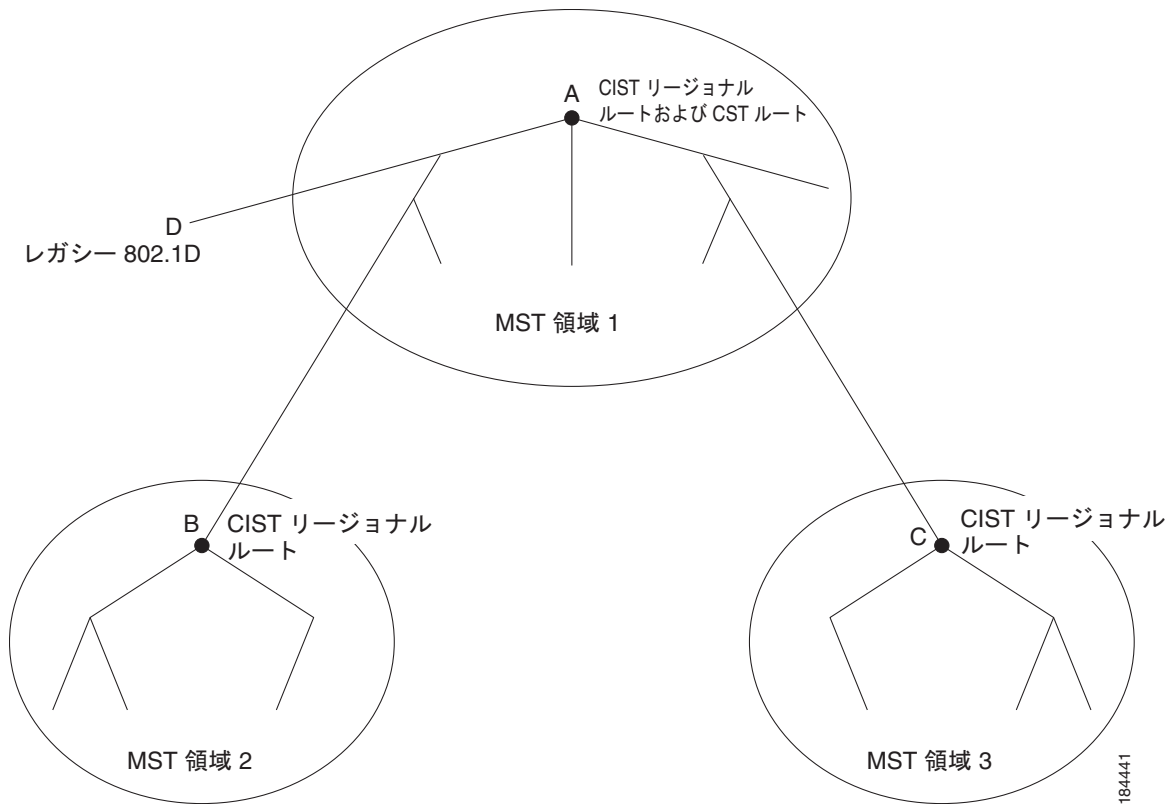 A
CIST リージョナル
ルートおよび CST ルート
D
レガシー 802.1D
MST 領域 1
B
CIST リージョナル
ルート
C
CIST リージョナル
ルート
MST 領域 2
MST 領域 3
184441